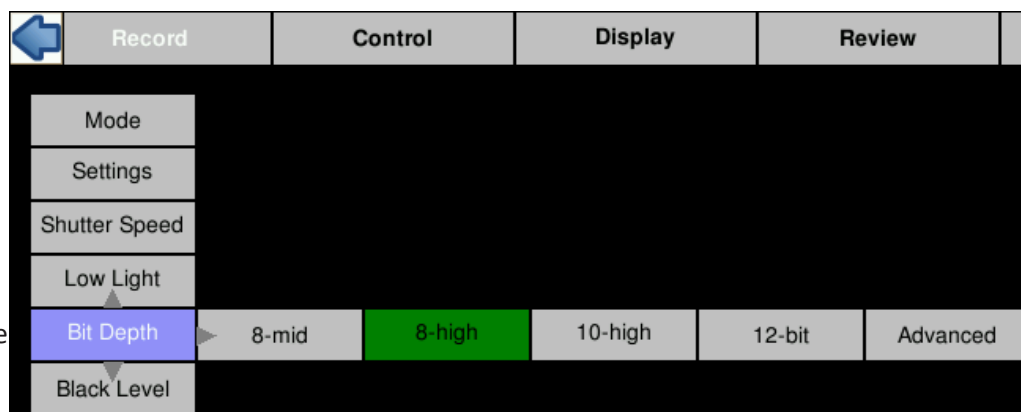 Record Control Display Review
Mode
Settings
Shutter Speed
Low Light
e Bit Depth 8-mid 8-high 10-high 12-bit Advanced
Black Level